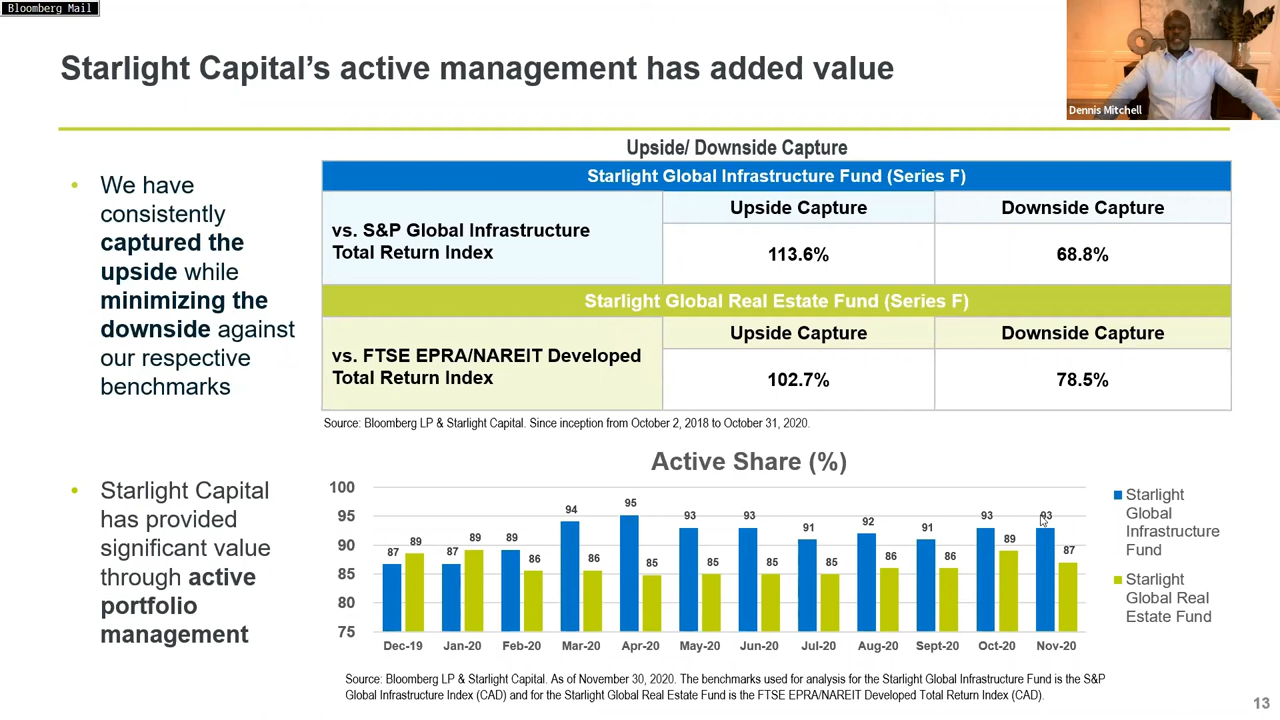 Bloomberg Mail
Starlight Capital’s active management has added value
Dennis Mitchell
• We have
consistently
captured the
upside while
minimizing the
downside against
our respective
benchmarks
Upside/ Downside Capture
Starlight Global Infrastructure Fund (Series F)
vs. S&P Global Infrastructure
Total Return Index
Upside Capture Downside Capture
113.6% 68.8%
Starlight Global Real Estate Fund (Series F)
vs. FTSE EPRA/NAREIT Developed
Total Return Index
Upside Capture Downside Capture
102.7% 78.5%
Source: Bloomberg LP & Starlight Capital. Since inception from October 2, 2018 to October 31, 2020.
• Starlight Capital
has provided
significant value
through active
portfolio
management
Active Share (%)
100
95
90
85
80
75
87 89 87 89 89 86 94 86 95 85 93 85 93 85 91 85 92 86 91 86 93 89 93 87
Dec-19 Jan-20 Feb-20 Mar-20 Apr-20 May-20 Jun-20 Jul-20 Aug-20 Sept-20 Oct-20 Nov-20
Starlight
Global
Infrastructure
Fund
Starlight
Global Real
Estate Fund
Source: Bloomberg LP & Starlight Capital. As of November 30, 2020. The benchmarks used for analysis for the Starlight Global Infrastructure Fund is the S&P
Global Infrastructure Index (CAD) and for the Starlight Global Real Estate Fund is the FTSE EPRA/NAREIT Developed Total Return Index (CAD).
13